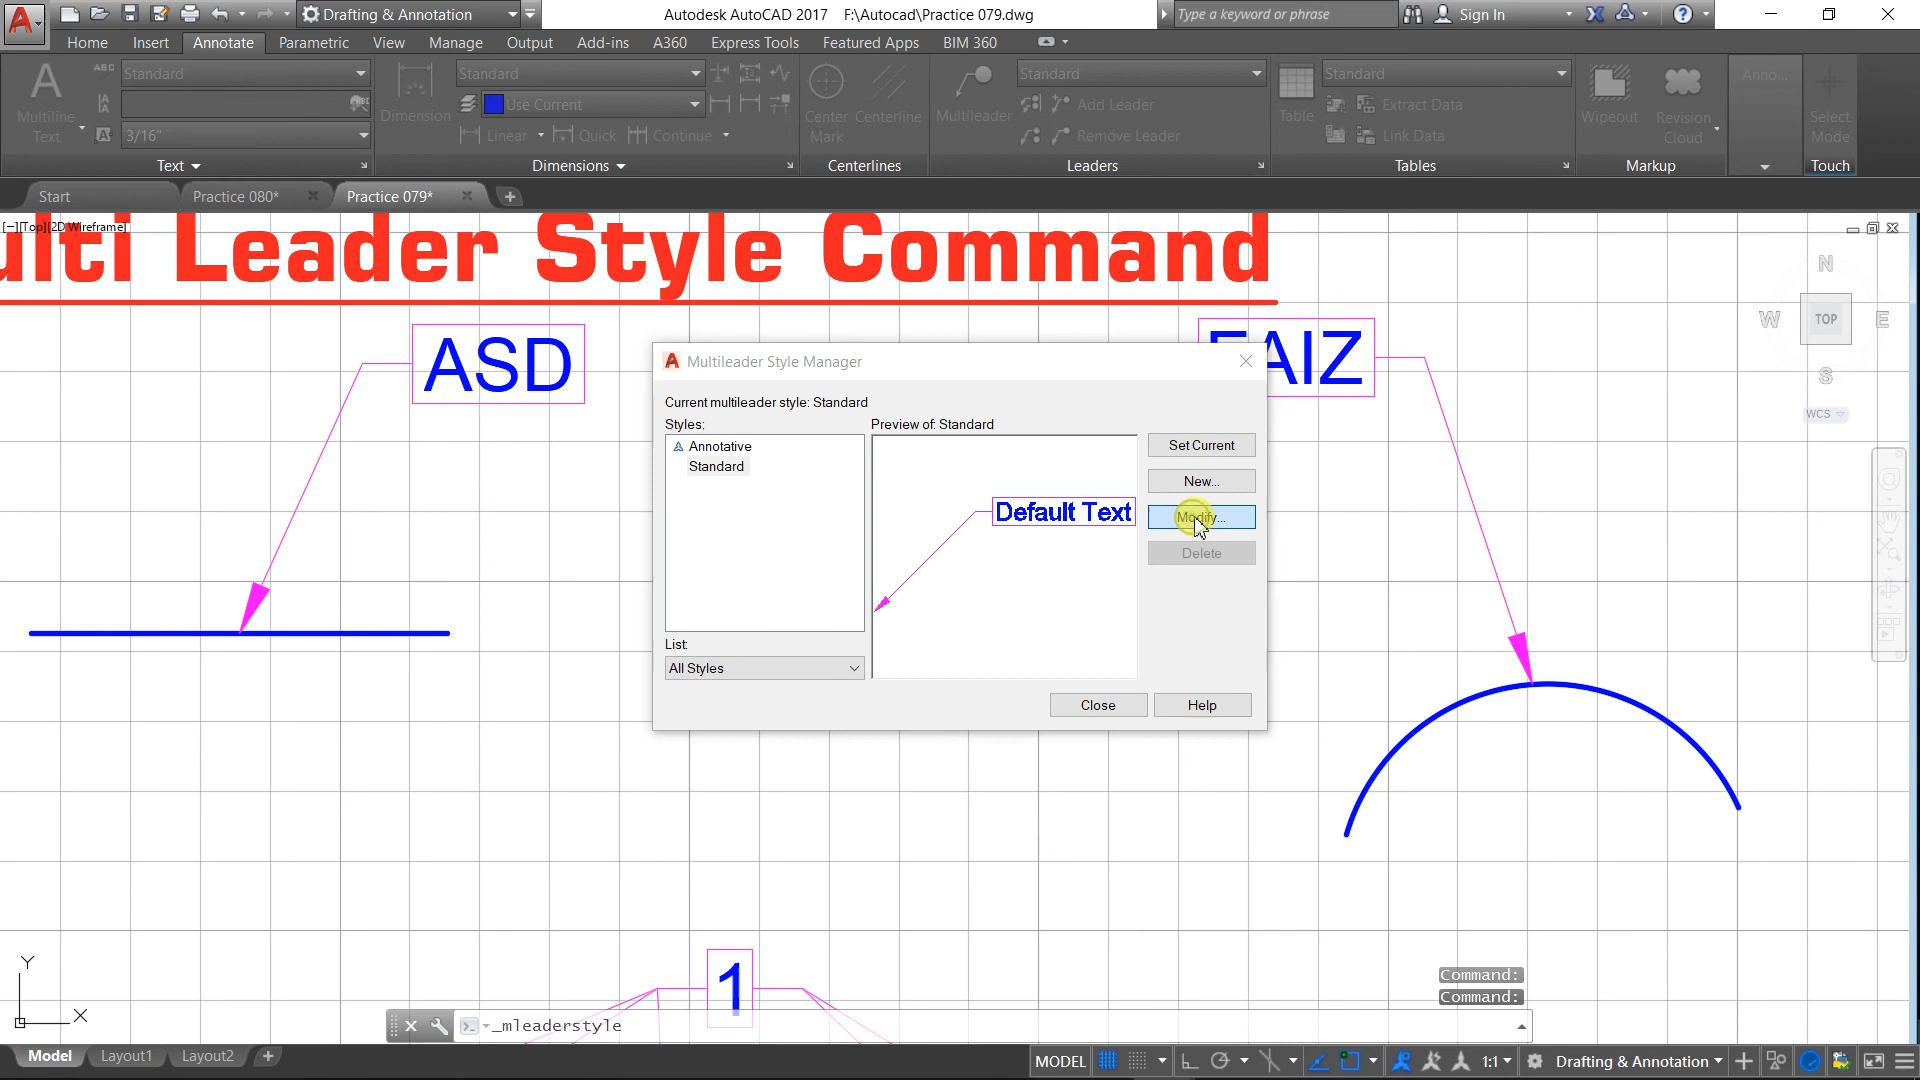 Drafting & Annotation
Autodesk AutoCAD 2017 F:\Autocad\Practice 079.dwg
Type a keyword or phrase
Sign In
Home Insert Annotate Parametric View Manage Output Add-ins A360 Express Tools Featured Apps BIM 360
Multiline Text
ABC
Standard
3/16"
Text
Dimension
Standard
Use Current
Linear Quick Continue
Dimensions
Center Mark
Centerline
Centerlines
Multileader
Standard
Add Leader
Remove Leader
Leaders
Table
Standard
Extract Data
Link Data
Tables
Wipeout
Revision Cloud
Markup
Anno...
Select Mode
Touch
Start
Practice 080*
Practice 079*
[−][Top][2D Wireframe]
ulti Leader Style Command
ASD
FAIZ
N
W TOP E
S
WCS
Multileader Style Manager
Current multileader style: Standard
Styles:
Preview of: Standard
Annotative
Standard
Default Text
Set Current
New...
Modify...
Delete
List:
All Styles
Close
Help
1
Y
X
Command:
Command:
_mleaderstyle
Model Layout1 Layout2
MODEL
1:1
Drafting & Annotation